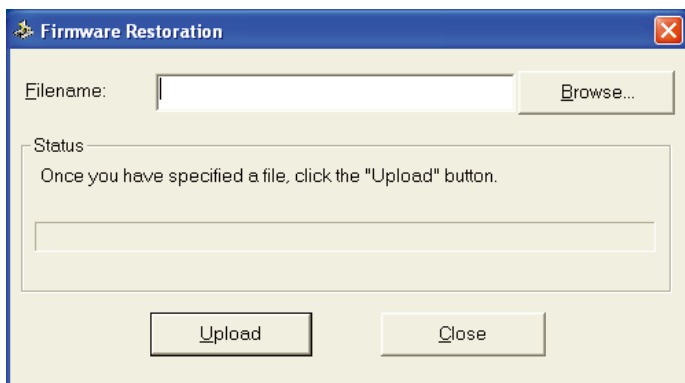 Firmware Restoration
Filename: Browse...
Status
Once you have specified a file, click the "Upload" button.
Upload Close